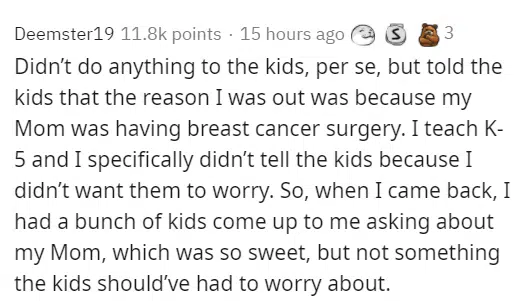 Deemster19 11.8k points · 15 hours ago S 3
Didn't do anything to the kids, per se, but told the
kids that the reason I was out was because my
Mom was having breast cancer surgery. I teach K-
5 and I specifically didn't tell the kids because I
didn't want them to worry. So, when I came back, I
had a bunch of kids come up to me asking about
my Mom, which was so sweet, but not something
the kids should've had to worry about.